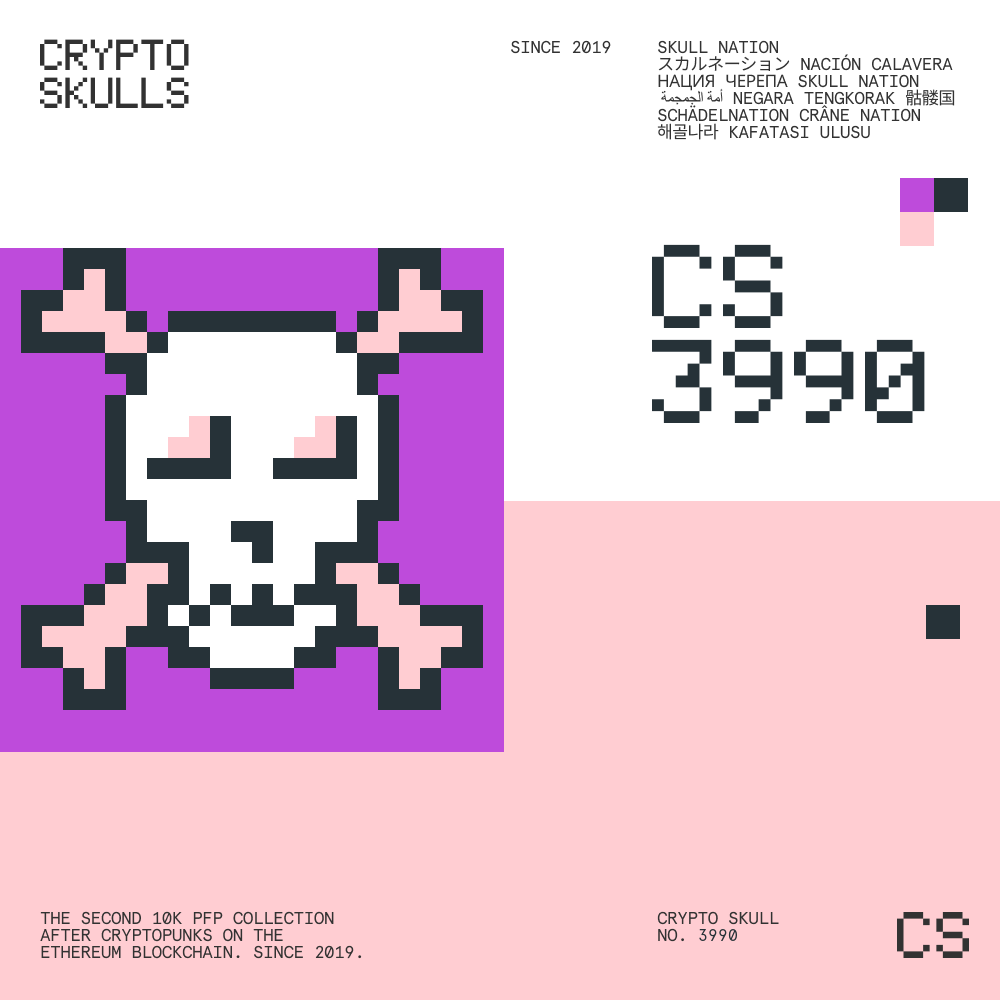 CRYPTO
SKULLS
SINCE 2019
SKULL NATION
スカルネーション NACIÓN CALAVERA
НАЦИЯ ЧЕРЕПА SKULL NATION
أمة الجمجمة NEGARA TENGKORAK 骷髅国
SCHÄDELNATION CRÂNE NATION
해골나라 KAFATASI ULUSU
CS
3990
THE SECOND 10K PFP COLLECTION
AFTER CRYPTOPUNKS ON THE
ETHEREUM BLOCKCHAIN. SINCE 2019.
CRYPTO SKULL
NO. 3990
CS